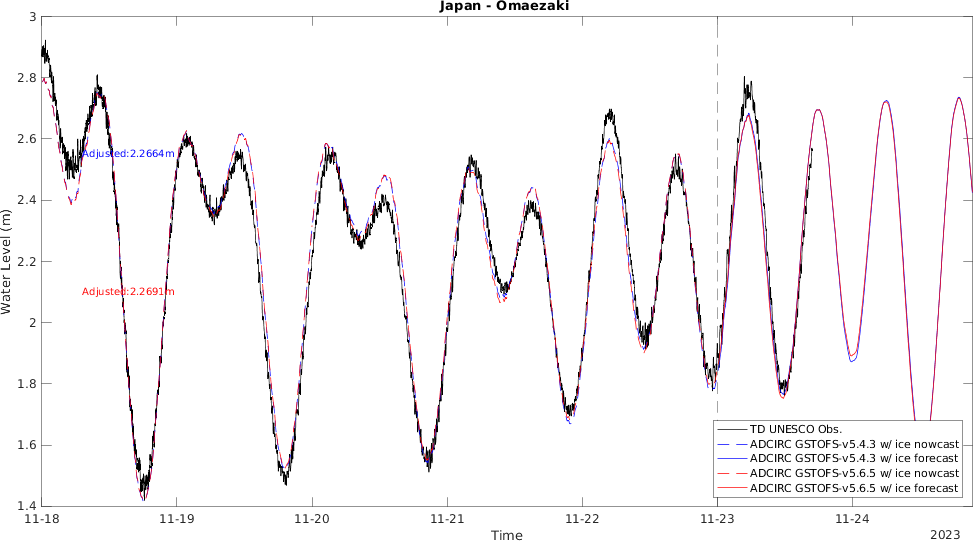 Japan - Omaezaki
3
2.8
2.6
2.4
2.2
2
1.8
1.6
1.4
Water Level (m)
Adjusted:2.2664m
Adjusted:2.2691m
TD UNESCO Obs.
ADCIRC GSTOFS-v5.4.3 w/ ice nowcast
ADCIRC GSTOFS-v5.4.3 w/ ice forecast
ADCIRC GSTOFS-v5.6.5 w/ ice nowcast
ADCIRC GSTOFS-v5.6.5 w/ ice forecast
11-18 11-19 11-20 11-21 11-22 11-23 11-24
Time
2023